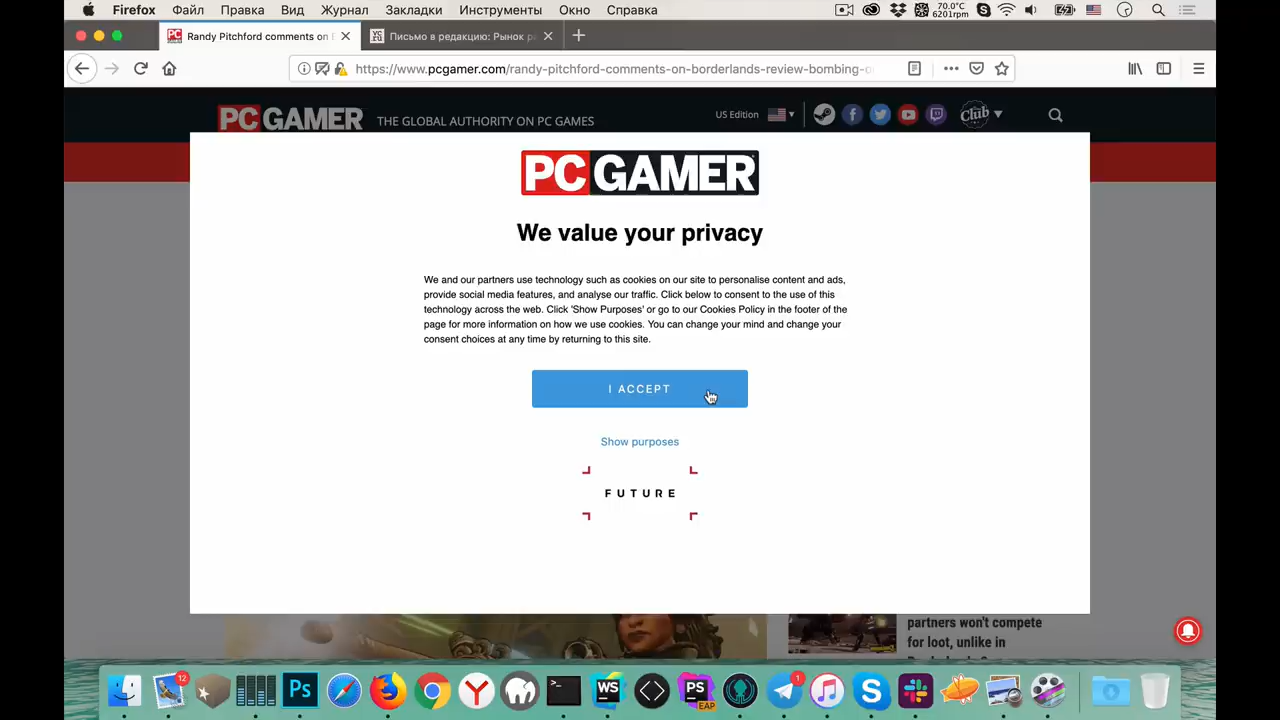 Firefox Файл Правка Вид Журнал Закладки Инструменты Окно Справка 70.0°C 6201rpm
Randy Pitchford comments on Письмо в редакцию: Рынок
https://www.pcgamer.com/randy-pitchford-comments-on-borderlands-review-bombing-
PC GAMER THE GLOBAL AUTHORITY ON PC GAMES US Edition Club
PC GAMER
We value your privacy
We and our partners use technology such as cookies on our site to personalise content and ads,
provide social media features, and analyse our traffic. Click below to consent to the use of this
technology across the web. Click 'Show Purposes' or go to our Cookies Policy in the footer of the
page for more information on how we use cookies. You can change your mind and change your
consent choices at any time by returning to this site.
I ACCEPT
Show purposes
FUTURE
partners won't compete
for loot, unlike in
12 Ps Y >_ WS PS EAP 1 S